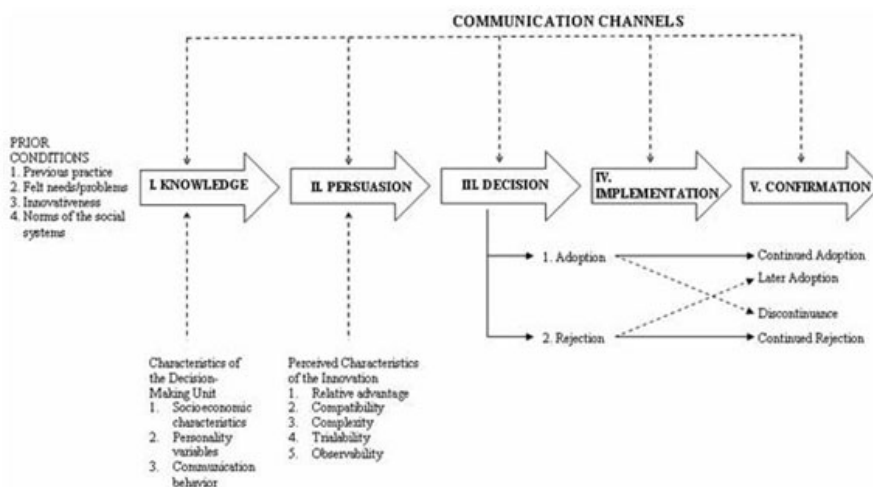 COMMUNICATION CHANNELS
PRIOR
CONDITIONS
1. Previous practice
2. Felt needs/problems
3. Innovativeness
4. Norms of the social
systems
I. KNOWLEDGE
II. PERSUASION
III. DECISION
IV.
IMPLEMENTATION
V. CONFIRMATION
1. Adoption
2. Rejection
Continued Adoption
Later Adoption
Discontinuance
Continued Rejection
Characteristics of
the Decision-
Making Unit
1. Socioeconomic
characteristics
2. Personality
variables
3. Communication
behavior
Perceived Characteristics
of the Innovation
1. Relative advantage
2. Compatibility
3. Complexity
4. Trialability
5. Observability